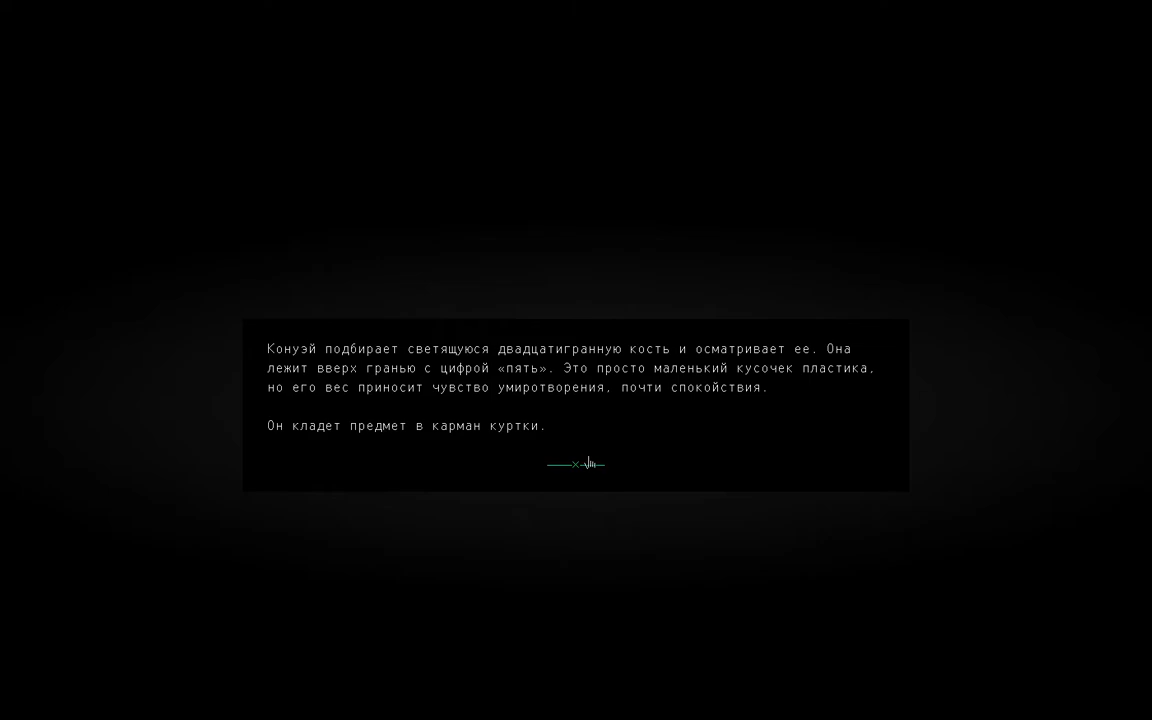 Конуэй подбирает светящуюся двадцатигранную кость и осматривает ее. Она
лежит вверх гранью с цифрой «пять». Это просто маленький кусочек пластика,
но его вес приносит чувство умиротворения, почти спокойствия.
Он кладет предмет в карман куртки.